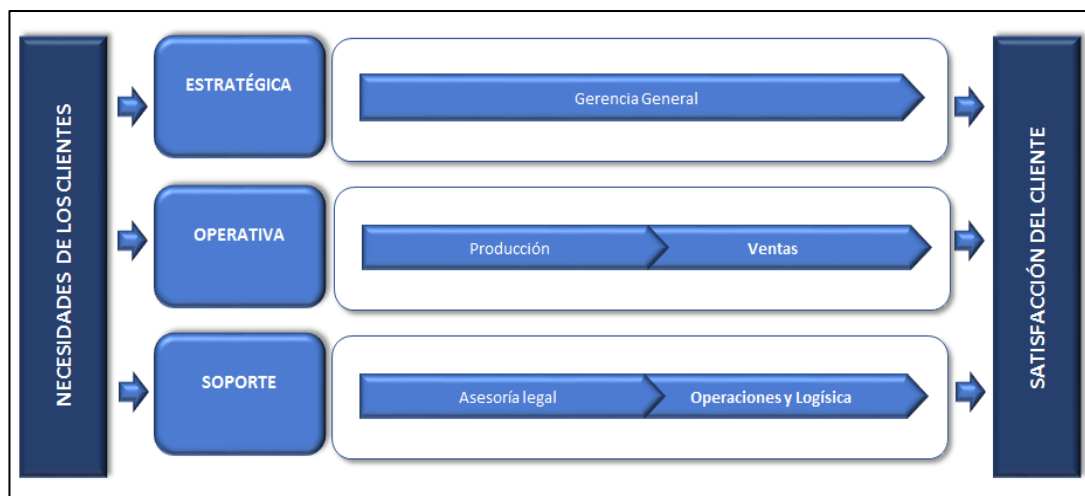 NECESIDADES DE LOS CLIENTES
ESTRATÉGICA
Gerencia General
OPERATIVA
Producción
Ventas
SOPORTE
Asesoría legal
Operaciones y Logísica
SATISFACCIÓN DEL CLIENTE